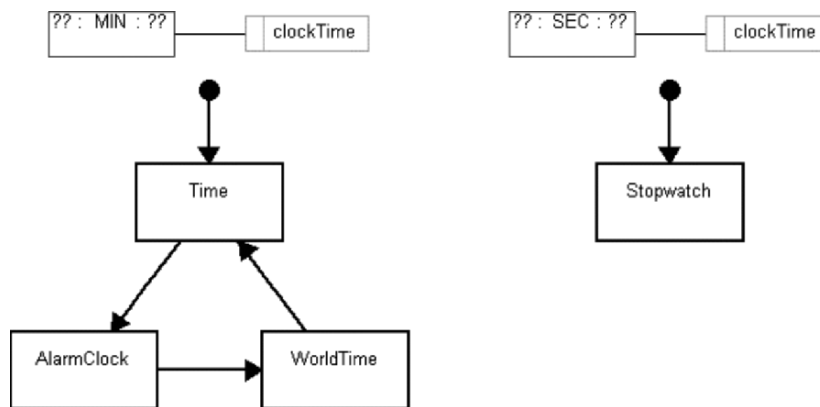 ?? : MIN : ??
clockTime
?? : SEC : ??
clockTime
Time
Stopwatch
AlarmClock
WorldTime